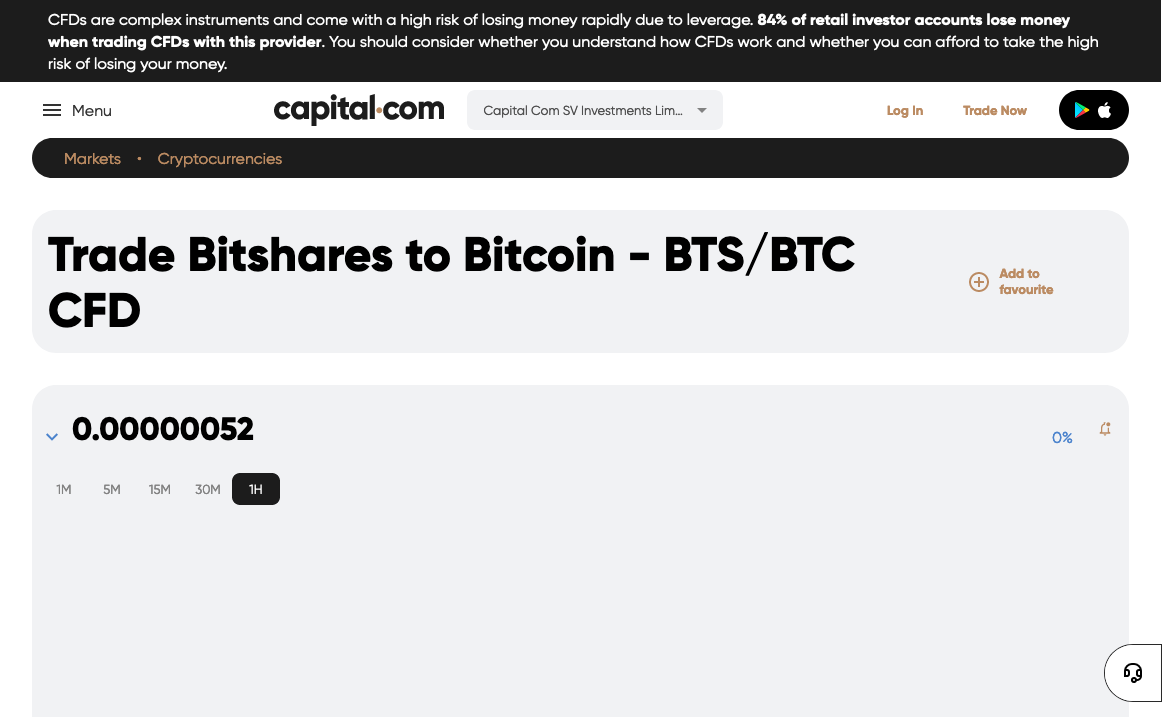 CFDs are complex instruments and come with a high risk of losing money rapidly due to leverage. 84% of retail investor accounts lose money
when trading CFDs with this provider. You should consider whether you understand how CFDs work and whether you can afford to take the high
risk of losing your money.
Menu
capital.com
Capital Com SV Investments Lim...
Log In
Trade Now
Markets • Cryptocurrencies
Trade Bitshares to Bitcoin - BTS/BTC
CFD
Add to
favourite
0.00000052
0%
1M 5M 15M 30M 1H